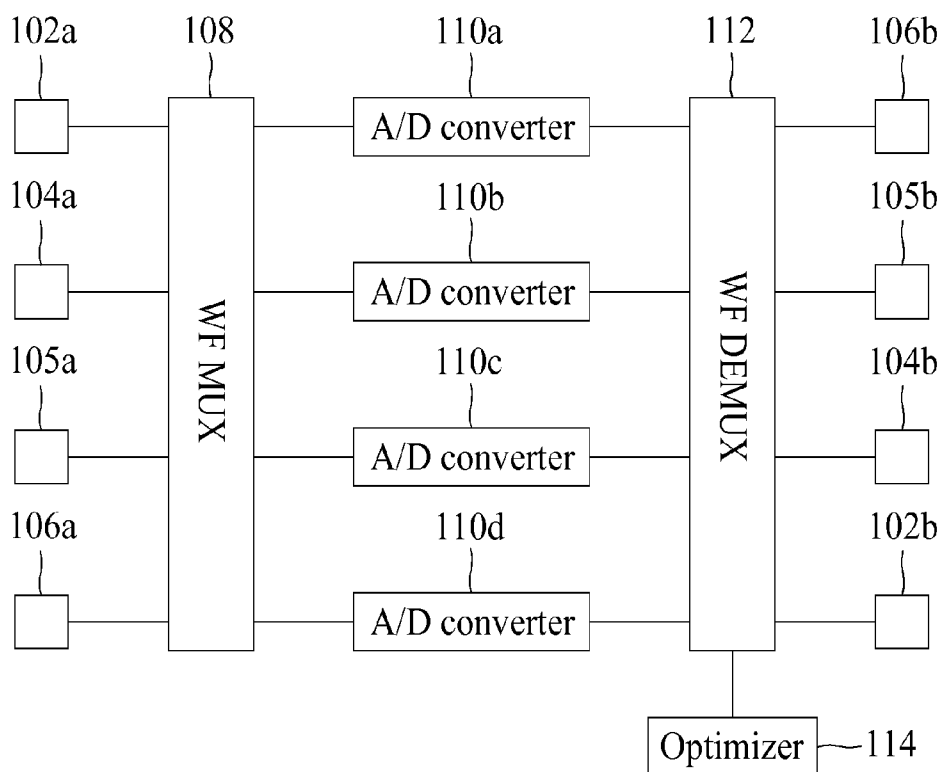 102a 108 110a 112 106b
A/D converter
104a 110b 105b
A/D converter
WF MUX
WF DEMUX
105a 110c 104b
A/D converter
106a 110d 102b
A/D converter
Optimizer 114